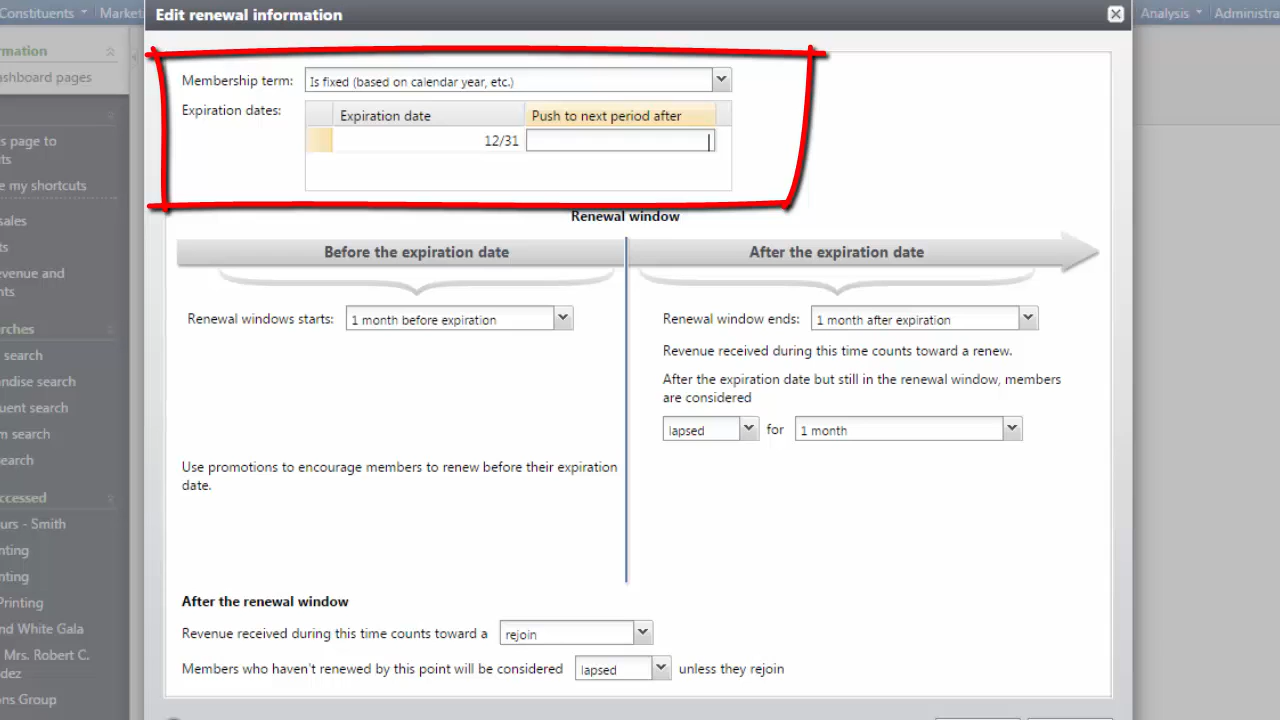 Constituents
Market
Edit renewal information
Analysis
Administra
rmation
ashboard pages
s page to
ts
e my shortcuts
sales
ts
evenue and
nts
rches
search
ndise search
uent search
m search
search
ccessed
urs - Smith
nting
nting
Printing
nd White Gala
Mrs. Robert C.
dez
ons Group
Membership term: Is fixed (based on calendar year, etc.)
Expiration dates: Expiration date Push to next period after
12/31
Renewal window
Before the expiration date After the expiration date
Renewal windows starts: 1 month before expiration
Renewal window ends: 1 month after expiration
Revenue received during this time counts toward a renew.
After the expiration date but still in the renewal window, members
are considered
lapsed for 1 month
Use promotions to encourage members to renew before their expiration
date.
After the renewal window
Revenue received during this time counts toward a rejoin
Members who haven't renewed by this point will be considered lapsed unless they rejoin